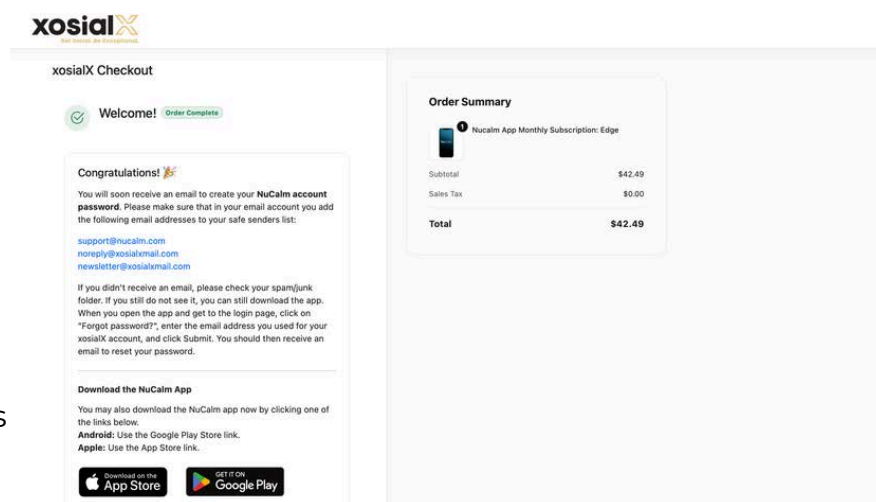 xosialX
xosialX Checkout
Welcome! Order Complete
Congratulations!
You will soon receive an email to create your NuCalm account
password. Please make sure that in your email account you add
the following email addresses to your safe senders list:
support@nucalm.com
noreply@xosialxmail.com
newsletter@xosialxmail.com
If you didn't receive an email, please check your spam/junk
folder. If you still do not see it, you can still download the app.
When you open the app and get to the login page, click on
"Forgot password?", enter the email address you used for your
xosialX account, and click Submit. You should then receive an
email to reset your password.
Download the NuCalm App
You may also download the NuCalm app now by clicking one of
the links below.
Android: Use the Google Play Store link.
Apple: Use the App Store link.
Download on the
App Store
GET IT ON
Google Play
s
Order Summary
1
Nucalm App Monthly Subscription: Edge
Subtotal $42.49
Sales Tax $0.00
Total $42.49